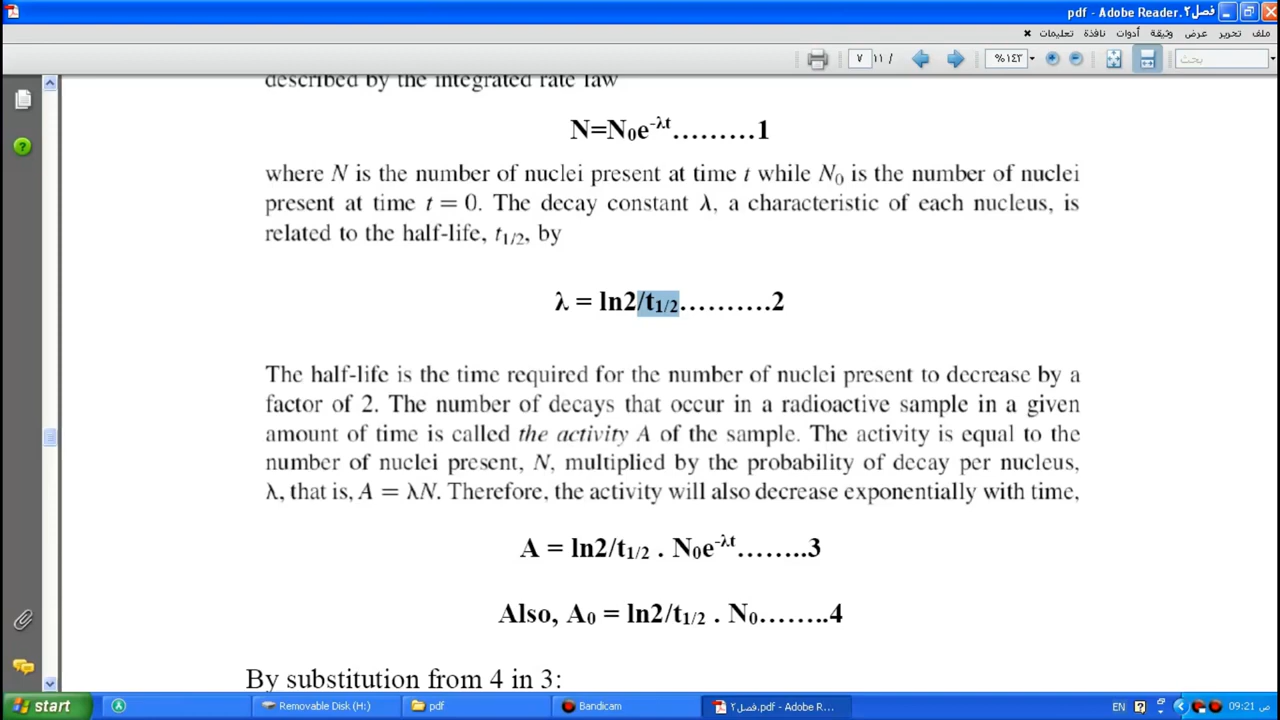 فصل٢.pdf - Adobe Reader
ملف تحرير عرض وثيقة أدوات نافذة تعليمات
٧ / ١١ %١٤٣ بحث
described by the integrated rate law
N=N₀e^-λt………1
where N is the number of nuclei present at time t while N₀ is the number of nuclei
present at time t = 0. The decay constant λ, a characteristic of each nucleus, is
related to the half-life, t1/2, by
λ = ln2/t1/2……….2
The half-life is the time required for the number of nuclei present to decrease by a
factor of 2. The number of decays that occur in a radioactive sample in a given
amount of time is called the activity A of the sample. The activity is equal to the
number of nuclei present, N, multiplied by the probability of decay per nucleus,
λ, that is, A = λN. Therefore, the activity will also decrease exponentially with time,
A = ln2/t1/2 . N₀e^-λt……..3
Also, A₀ = ln2/t1/2 . N₀……..4
By substitution from 4 in 3:
start Removable Disk (H:) pdf Bandicam فصل٢.pdf - Adobe R... EN 09:21 ص